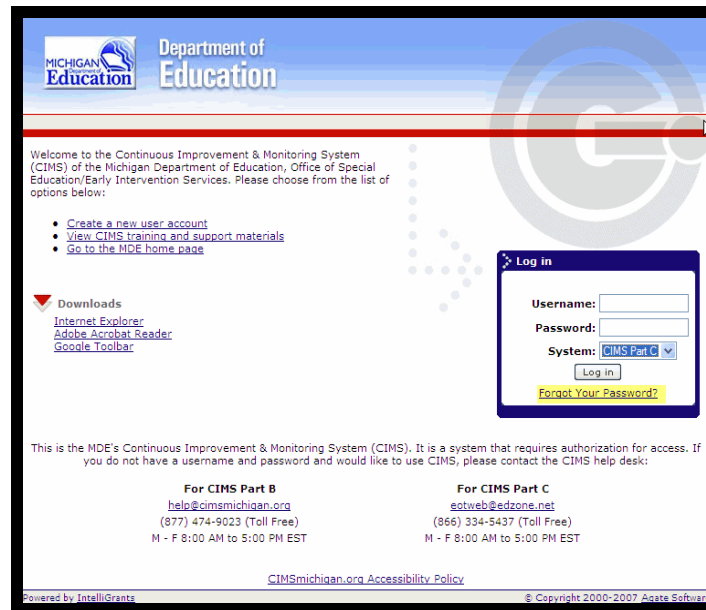 MICHIGAN
Department of
Education
Department of
Education
Welcome to the Continuous Improvement & Monitoring System
(CIMS) of the Michigan Department of Education, Office of Special
Education/Early Intervention Services. Please choose from the list of
options below:
Create a new user account
View CIMS training and support materials
Go to the MDE home page
Downloads
Internet Explorer
Adobe Acrobat Reader
Google Toolbar
Log in
Username:
Password:
System: CIMS Part C
Log in
Forgot Your Password?
This is the MDE's Continuous Improvement & Monitoring System (CIMS). It is a system that requires authorization for access. If
you do not have a username and password and would like to use CIMS, please contact the CIMS help desk:
For CIMS Part B
help@cimsmichigan.org
(877) 474-9023 (Toll Free)
M - F 8:00 AM to 5:00 PM EST
For CIMS Part C
eotweb@edzone.net
(866) 334-5437 (Toll Free)
M - F 8:00 AM to 5:00 PM EST
CIMSmichigan.org Accessibility Policy
Powered by IntelliGrants
© Copyright 2000-2007 Agate Softwar